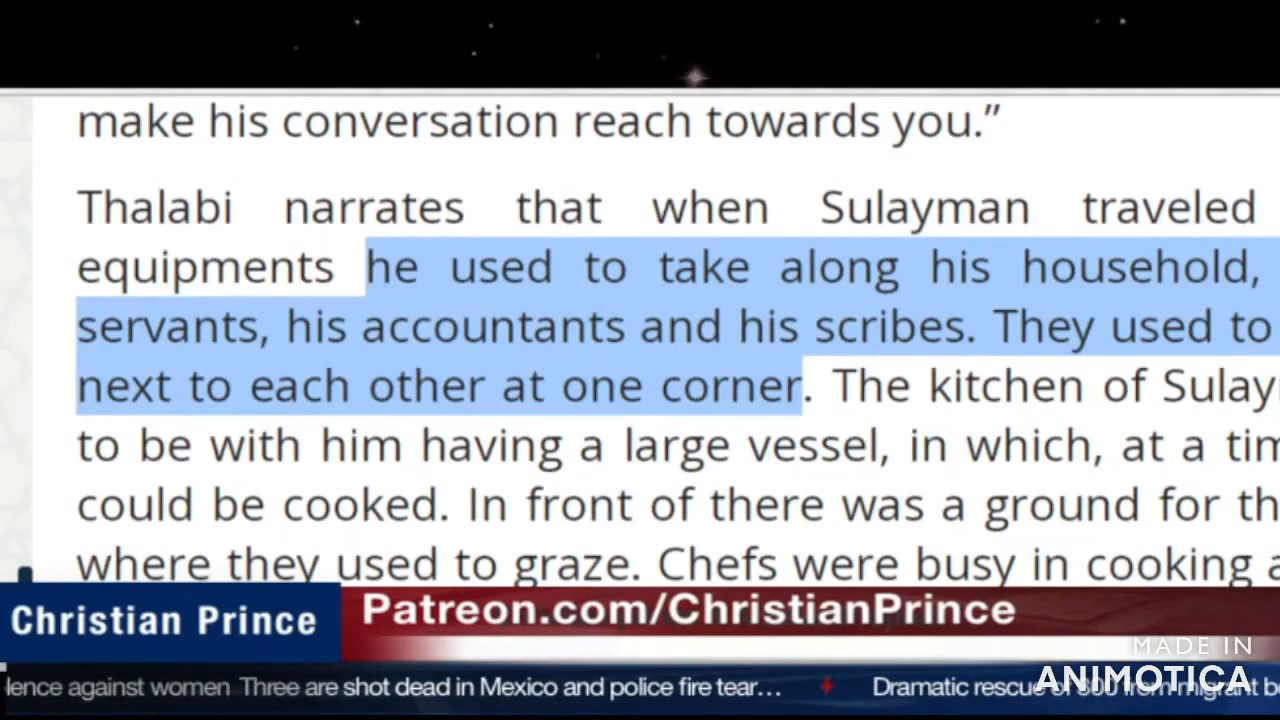 make his conversation reach towards you.”
Thalabi narrates that when Sulayman traveled
equipments he used to take along his household,
servants, his accountants and his scribes. They used to
next to each other at one corner. The kitchen of Sulay
to be with him having a large vessel, in which, at a tim
could be cooked. In front of there was a ground for th
where they used to graze. Chefs were busy in cooking a
Christian Prince
Patreon.com/ChristianPrince
MADE IN
ANIMOTICA
lence against women Three are shot dead in Mexico and police fire tear…
Dramatic rescue of 800 from migrant b